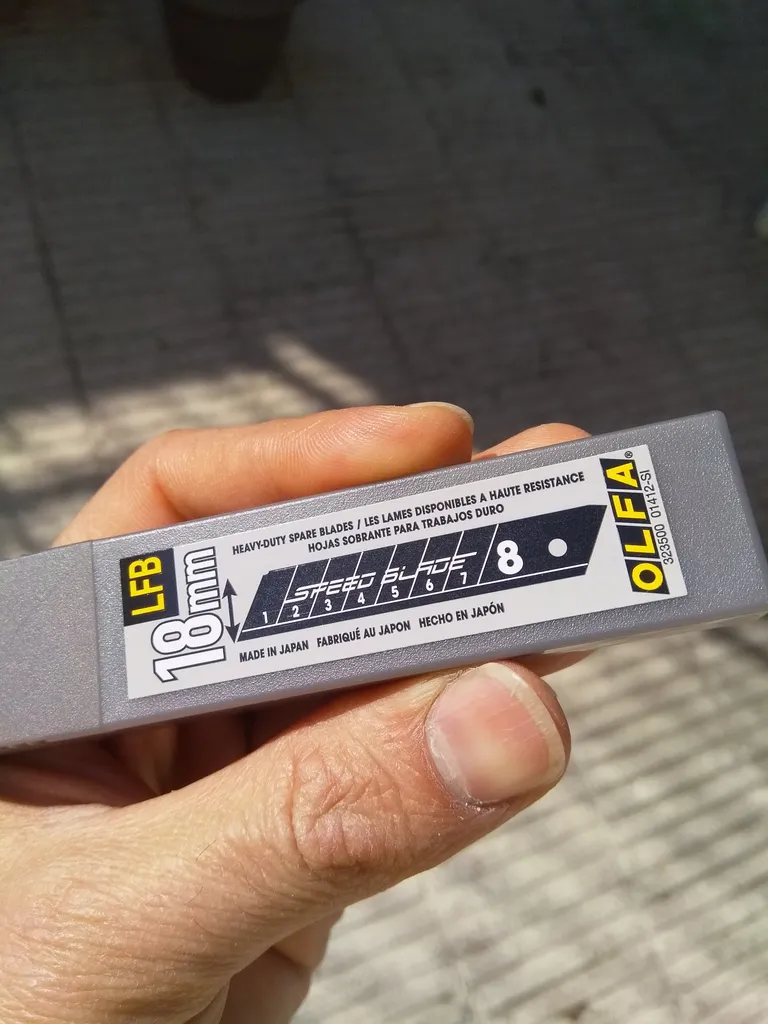 LFB
18mm
HEAVY-DUTY SPARE BLADES / LES LAMES DISPONIBLES A HAUTE RESISTANCE
HOJAS SOBRANTE PARA TRABAJOS DURO
SPEED BLADE
1 2 3 4 5 6 7 8
MADE IN JAPAN FABRIQUÉ AU JAPON HECHO EN JAPÓN
OLFA®
323500 01412-SI